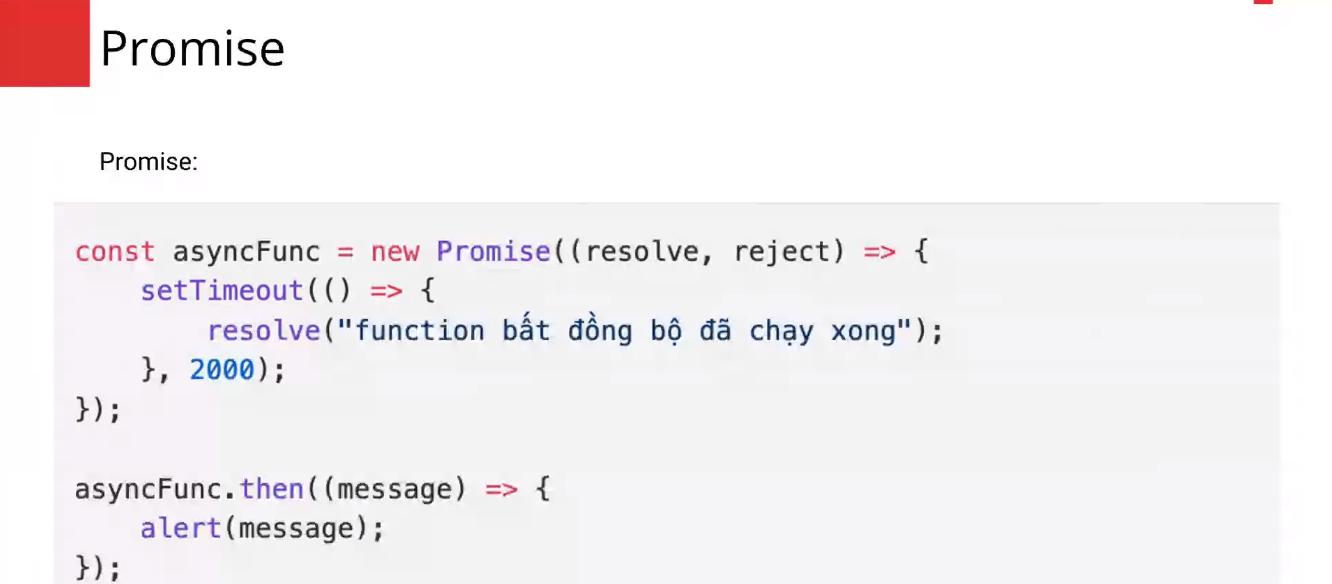 Promise
Promise:
const asyncFunc = new Promise((resolve, reject) => {
    setTimeout(() => {
        resolve("function bất đồng bộ đã chạy xong");
    }, 2000);
});

asyncFunc.then((message) => {
    alert(message);
});